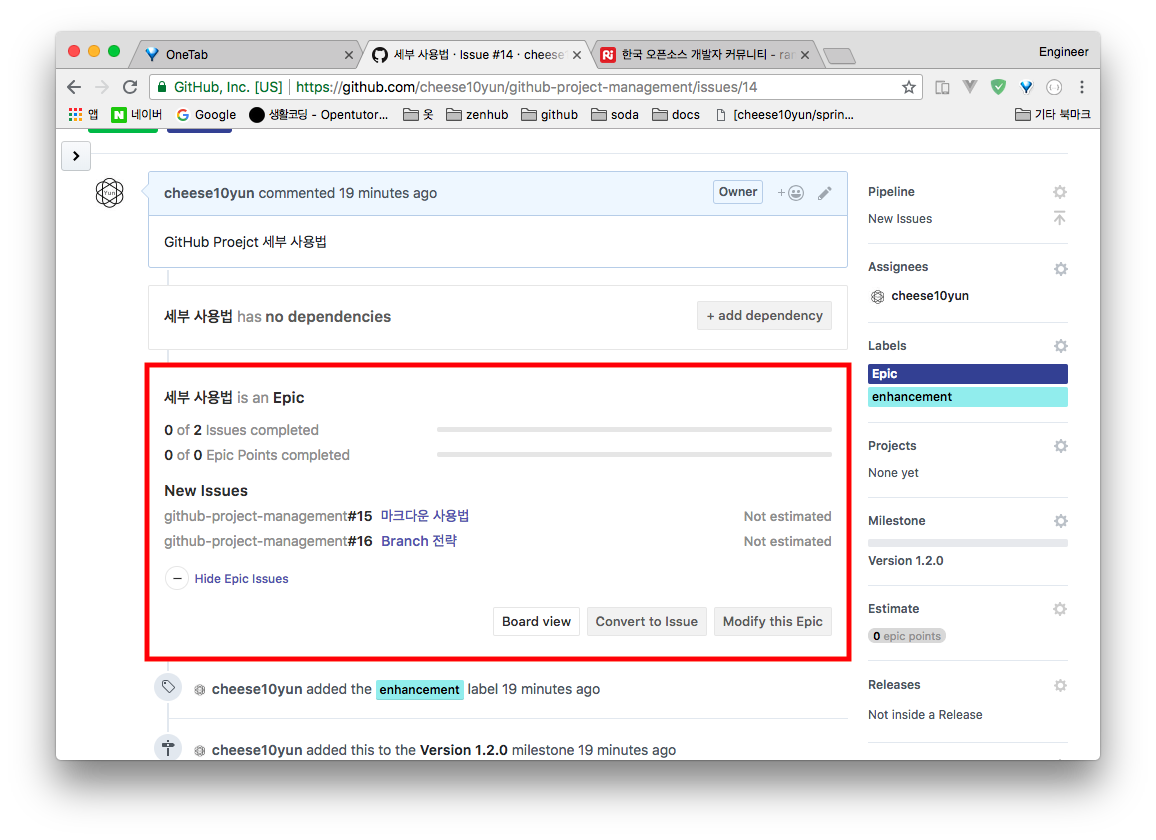 OneTab
세부 사용법 · Issue #14 · cheese
한국 오픈소스 개발자 커뮤니티 - ra
Engineer
GitHub, Inc. [US] https://github.com/cheese10yun/github-project-management/issues/14
앱 네이버 Google 생활코딩 - Opentutor... 옷 zenhub github soda docs [cheese10yun/sprin... 기타 북마크
cheese10yun commented 19 minutes ago
Owner
GitHub Proejct 세부 사용법
세부 사용법 has no dependencies
+ add dependency
세부 사용법 is an Epic
0 of 2 Issues completed
0 of 0 Epic Points completed
New Issues
github-project-management#15 마크다운 사용법 Not estimated
github-project-management#16 Branch 전략 Not estimated
Hide Epic Issues
Board view
Convert to Issue
Modify this Epic
cheese10yun added the enhancement label 19 minutes ago
cheese10yun added this to the Version 1.2.0 milestone 19 minutes ago
Pipeline
New Issues
Assignees
cheese10yun
Labels
Epic
enhancement
Projects
None yet
Milestone
Version 1.2.0
Estimate
0 epic points
Releases
Not inside a Release